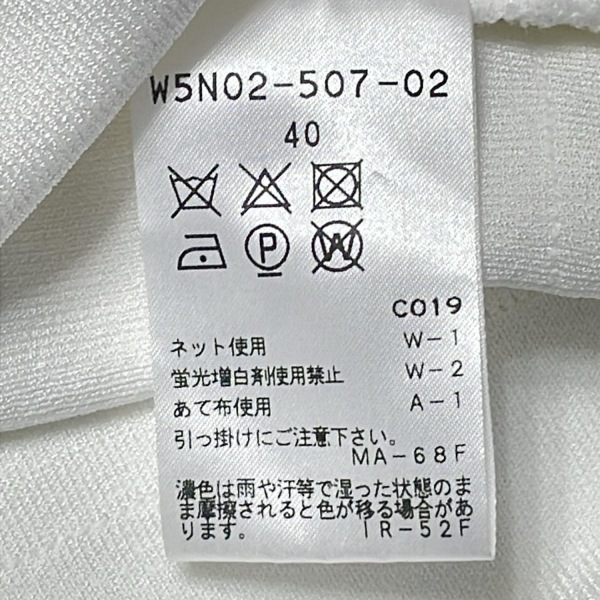 W5N02-507-02
40
P
W
C019
ネット使用 W-1
蛍光増白剤使用禁止 W-2
あて布使用 A-1
引っ掛けにご注意下さい。
MA-68F
濃色は雨や汗等で湿った状態のま
ま摩擦されると色が移る場合があ
ります。 IR-52F